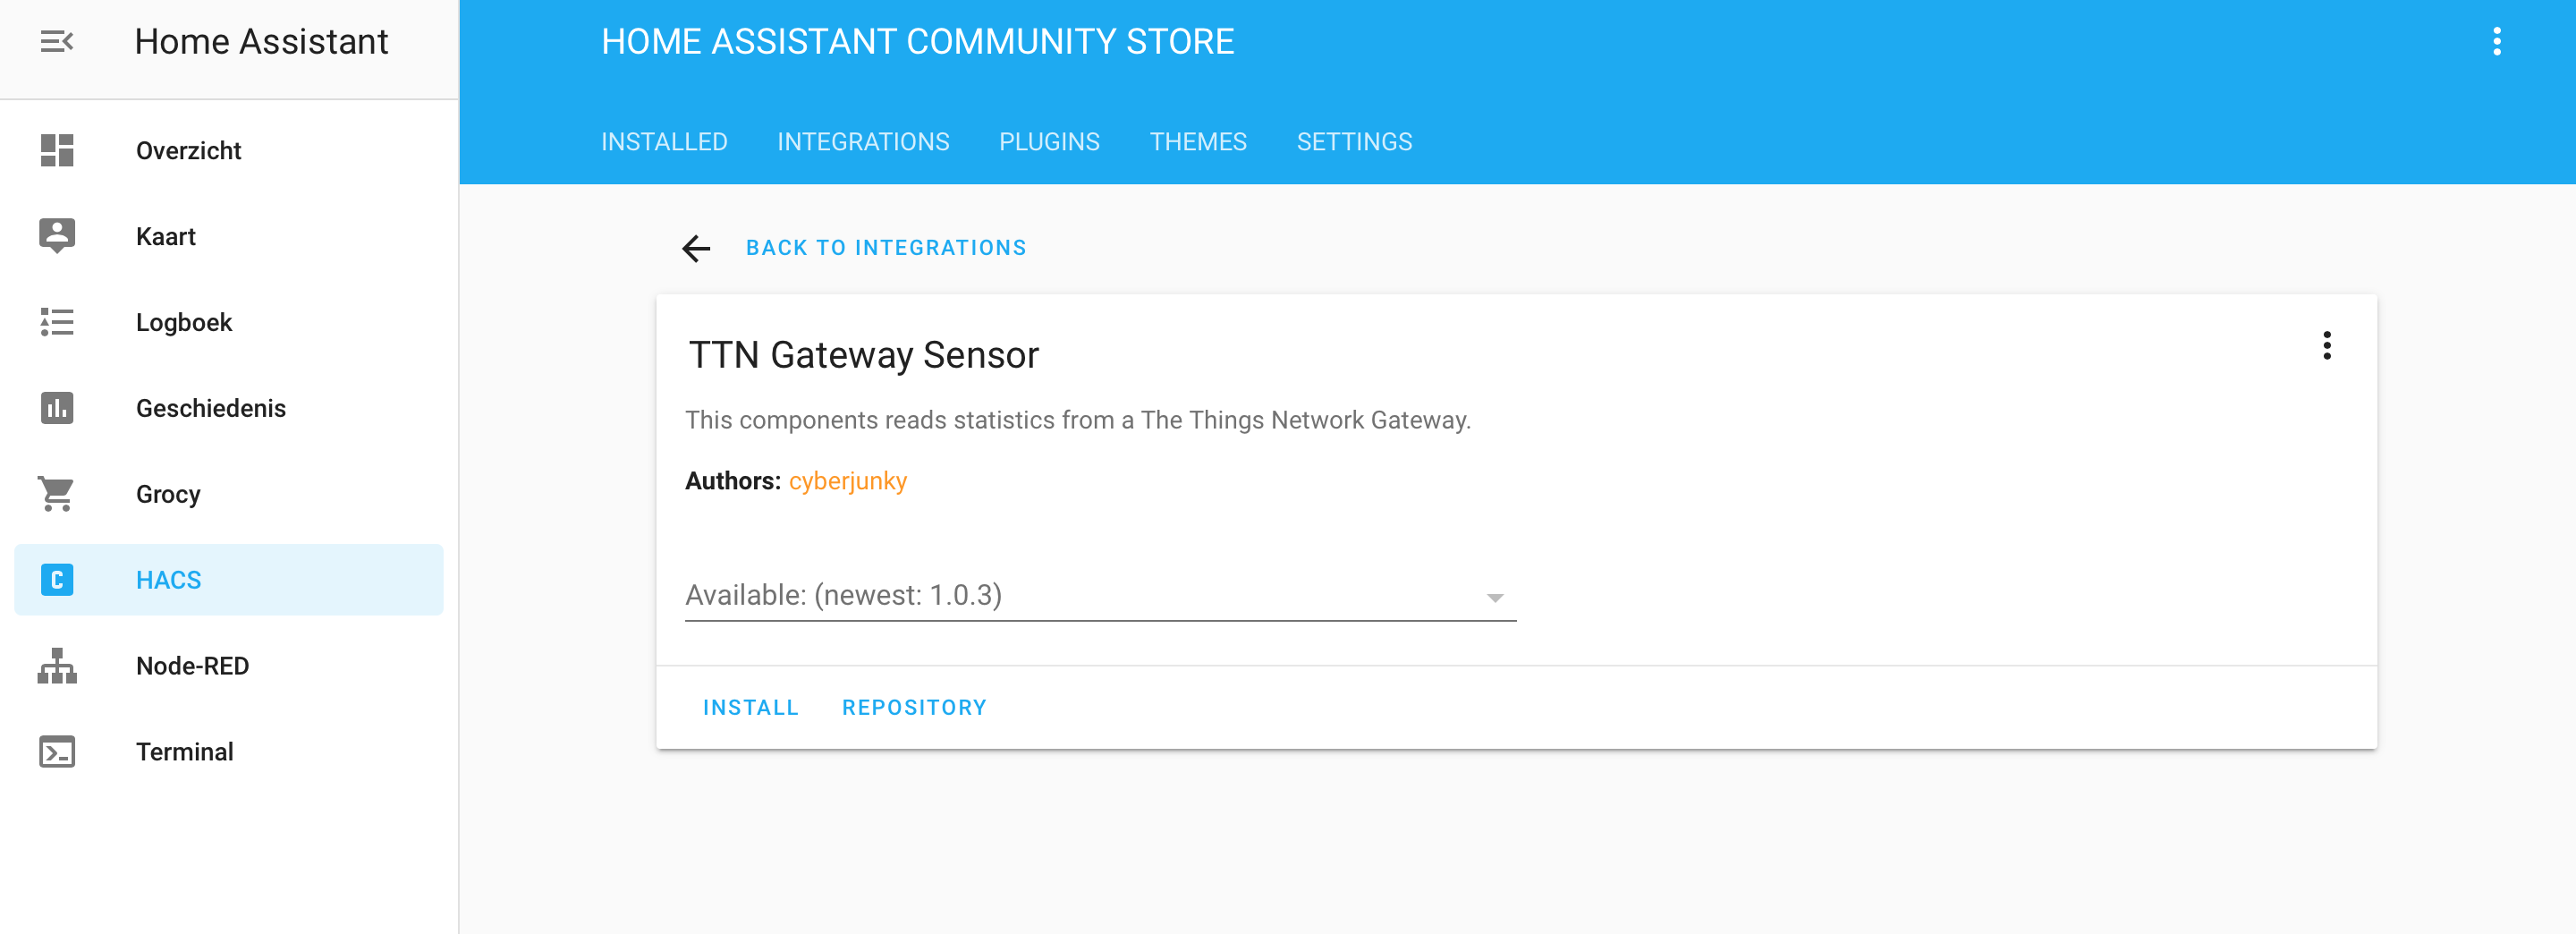 Home Assistant
Overzicht
Kaart
Logboek
Geschiedenis
Grocy
HACS
Node-RED
Terminal
HOME ASSISTANT COMMUNITY STORE
INSTALLED INTEGRATIONS PLUGINS THEMES SETTINGS
BACK TO INTEGRATIONS
TTN Gateway Sensor
This components reads statistics from a The Things Network Gateway.
Authors: cyberjunky
Available: (newest: 1.0.3)
INSTALL REPOSITORY